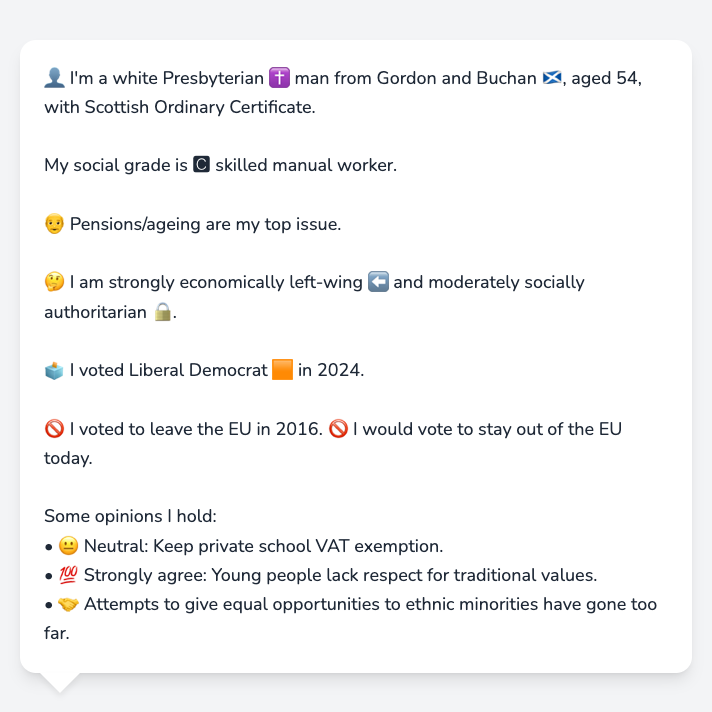 👤 I'm a white Presbyterian ✝️ man from Gordon and Buchan 🏴󠁧󠁢󠁳󠁣󠁴󠁿, aged 54,
with Scottish Ordinary Certificate.
My social grade is 🅲 skilled manual worker.
👴 Pensions/ageing are my top issue.
🤔 I am strongly economically left-wing ⬅️ and moderately socially
authoritarian 🔒.
🗳️ I voted Liberal Democrat 🟧 in 2024.
🚫 I voted to leave the EU in 2016. 🚫 I would vote to stay out of the EU
today.
Some opinions I hold:
• 😐 Neutral: Keep private school VAT exemption.
• 💯 Strongly agree: Young people lack respect for traditional values.
• 🤝 Attempts to give equal opportunities to ethnic minorities have gone too
far.